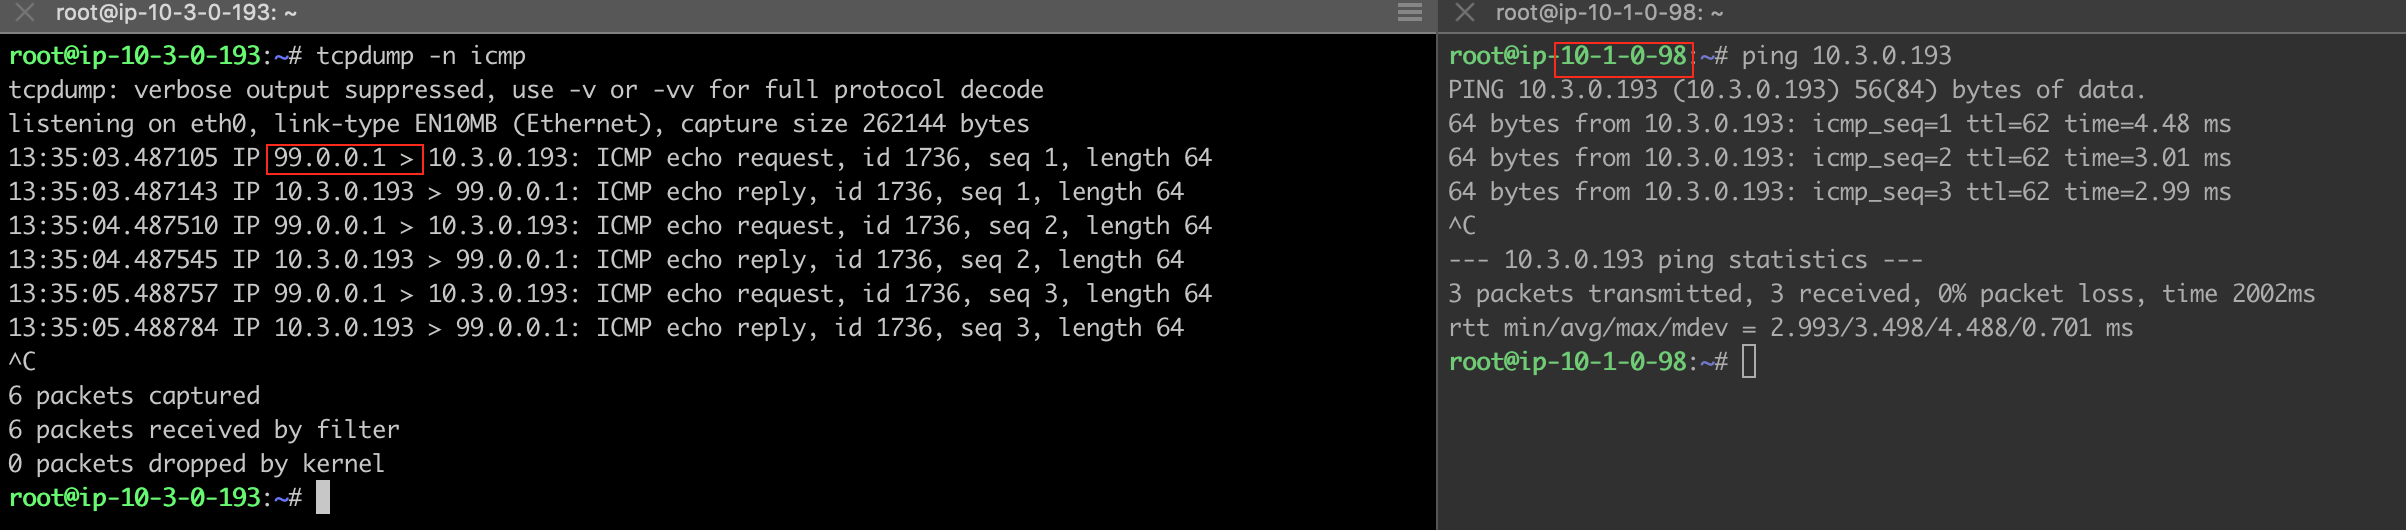 root@ip-10-3-0-193: ~
root@ip-10-3-0-193:~# tcpdump -n icmp
tcpdump: verbose output suppressed, use -v or -vv for full protocol decode
listening on eth0, link-type EN10MB (Ethernet), capture size 262144 bytes
13:35:03.487105 IP 99.0.0.1 > 10.3.0.193: ICMP echo request, id 1736, seq 1, length 64
13:35:03.487143 IP 10.3.0.193 > 99.0.0.1: ICMP echo reply, id 1736, seq 1, length 64
13:35:04.487510 IP 99.0.0.1 > 10.3.0.193: ICMP echo request, id 1736, seq 2, length 64
13:35:04.487545 IP 10.3.0.193 > 99.0.0.1: ICMP echo reply, id 1736, seq 2, length 64
13:35:05.488757 IP 99.0.0.1 > 10.3.0.193: ICMP echo request, id 1736, seq 3, length 64
13:35:05.488784 IP 10.3.0.193 > 99.0.0.1: ICMP echo reply, id 1736, seq 3, length 64
^C
6 packets captured
6 packets received by filter
0 packets dropped by kernel
root@ip-10-3-0-193:~#
root@ip-10-1-0-98: ~
root@ip-10-1-0-98:~# ping 10.3.0.193
PING 10.3.0.193 (10.3.0.193) 56(84) bytes of data.
64 bytes from 10.3.0.193: icmp_seq=1 ttl=62 time=4.48 ms
64 bytes from 10.3.0.193: icmp_seq=2 ttl=62 time=3.01 ms
64 bytes from 10.3.0.193: icmp_seq=3 ttl=62 time=2.99 ms
^C
--- 10.3.0.193 ping statistics ---
3 packets transmitted, 3 received, 0% packet loss, time 2002ms
rtt min/avg/max/mdev = 2.993/3.498/4.488/0.701 ms
root@ip-10-1-0-98:~#